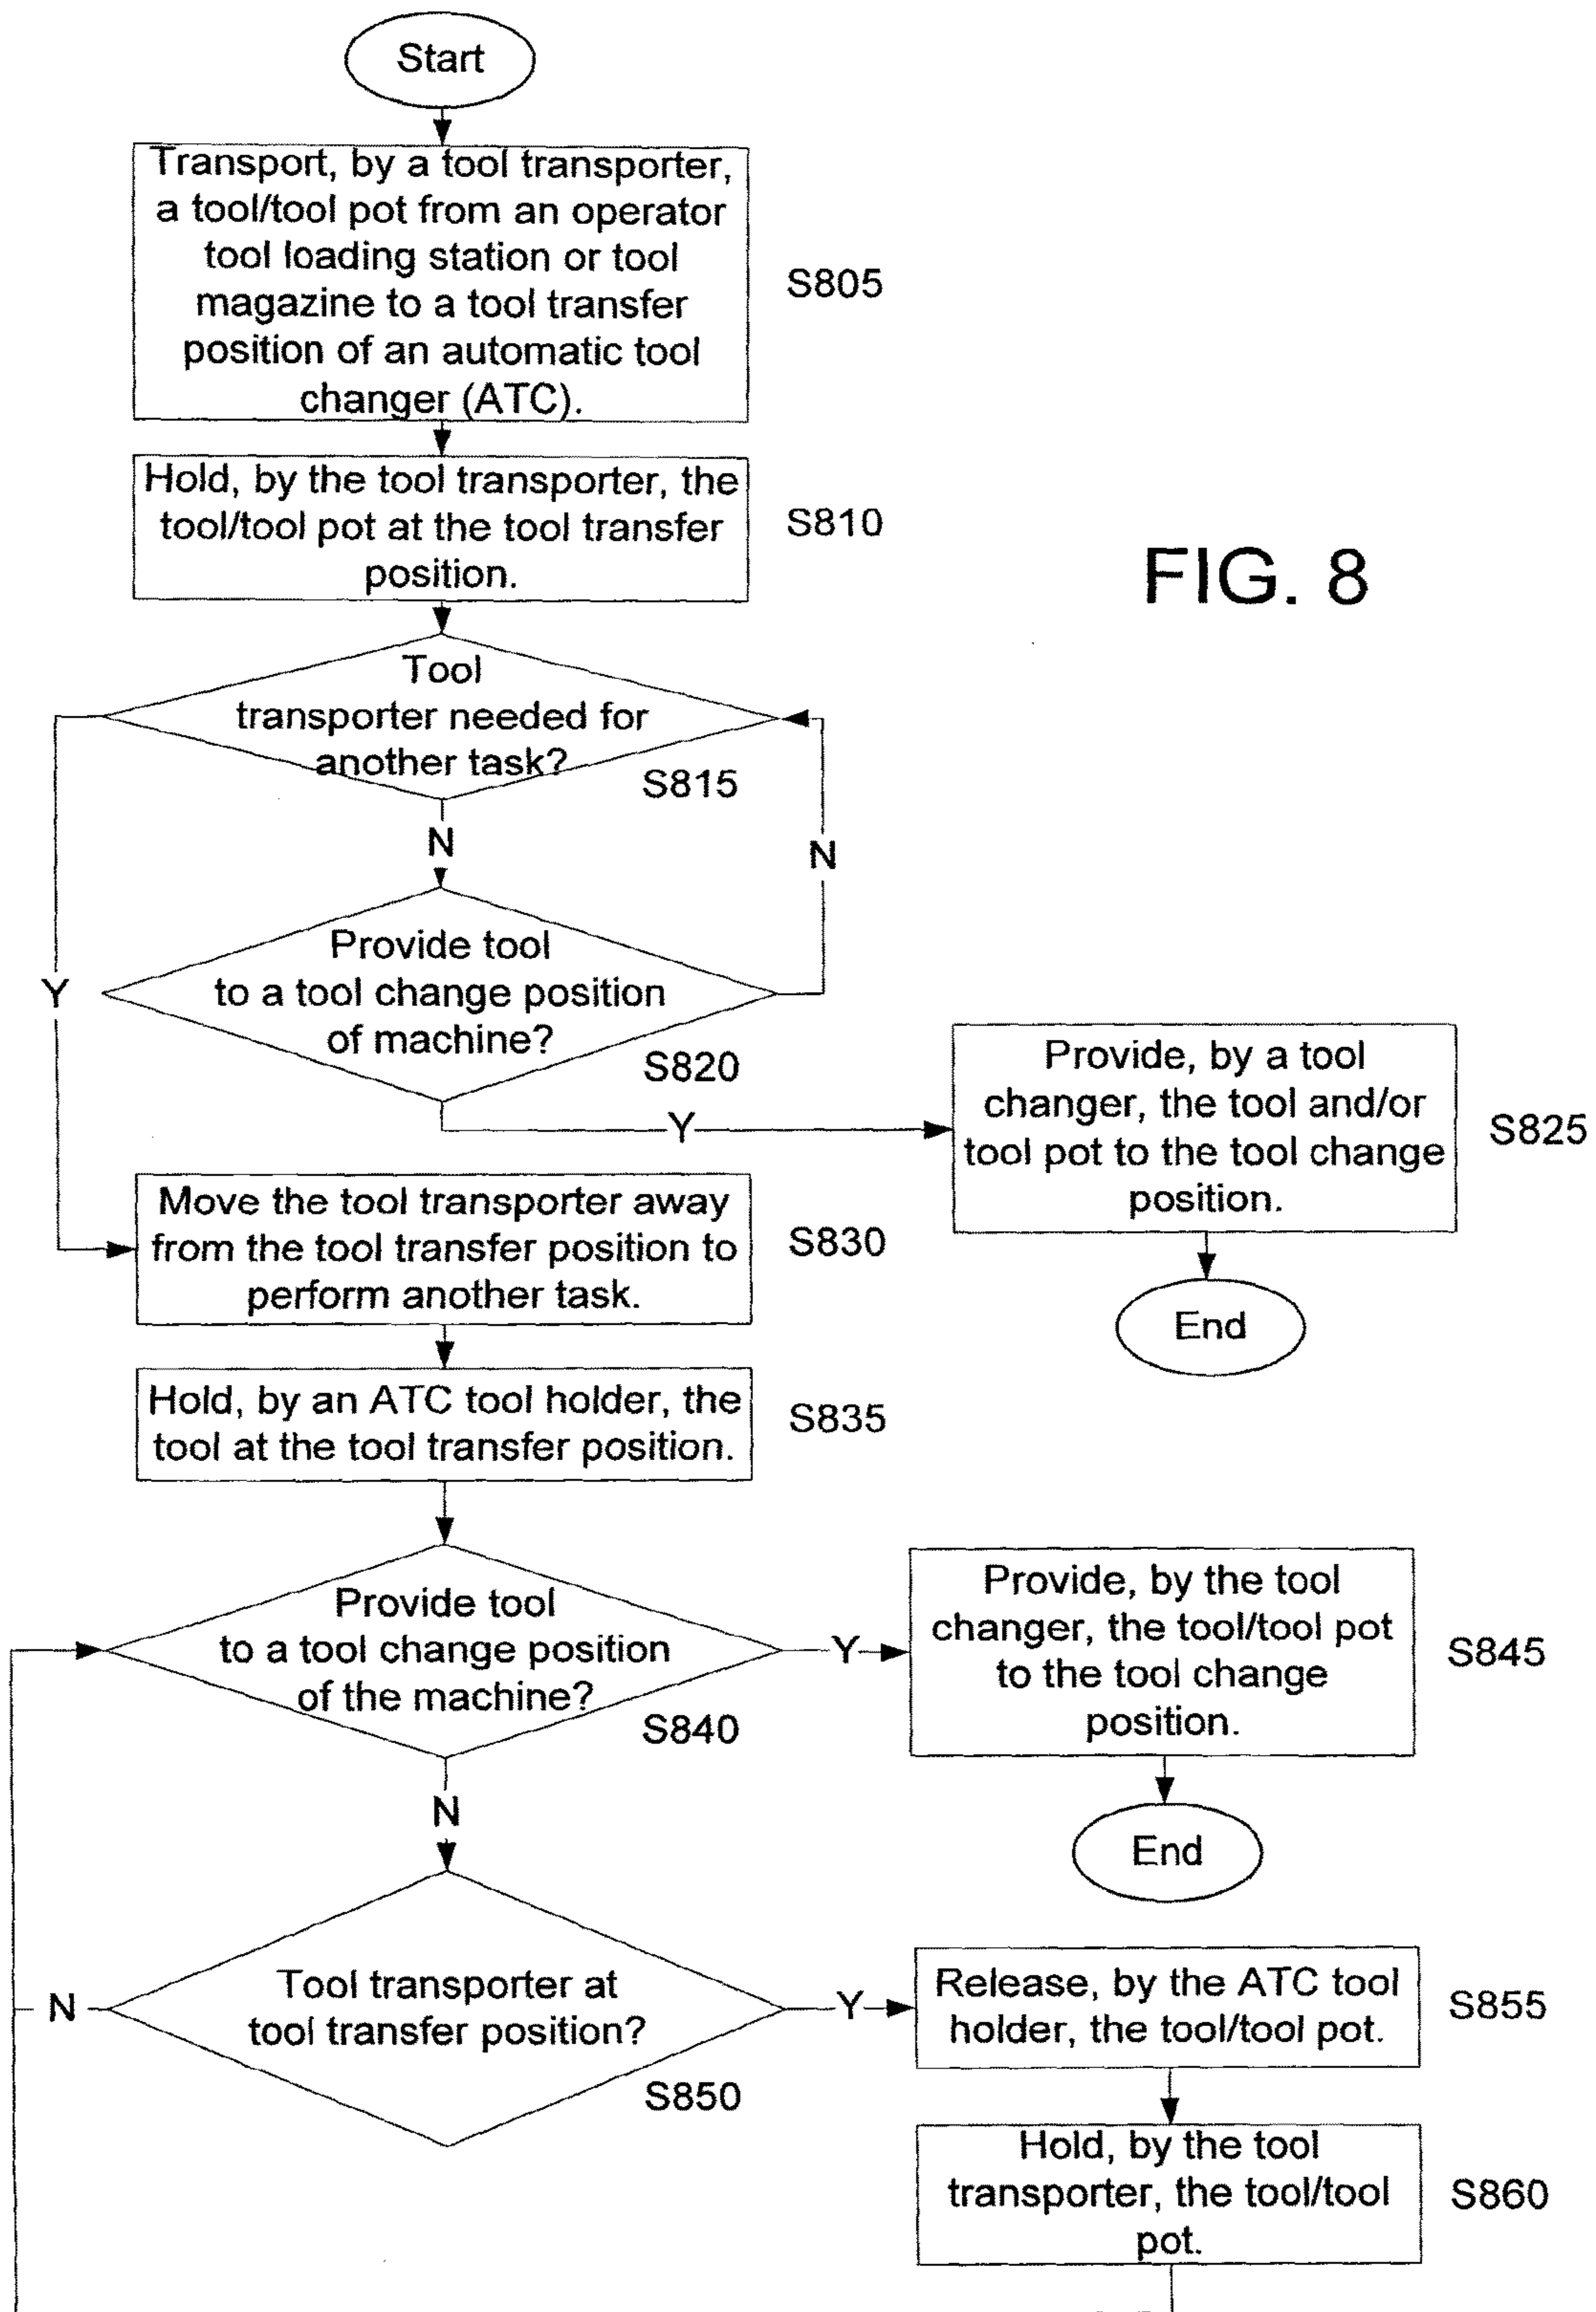 Start
Transport, by a tool transporter,
a tool/tool pot from an operator
tool loading station or tool
magazine to a tool transfer
position of an automatic tool
changer (ATC).
S805
Hold, by the tool transporter, the
tool/tool pot at the tool transfer
position.
S810
FIG. 8
Tool
transporter needed for
another task?
S815
N
N
Y
Provide tool
to a tool change position
of machine?
S820
Y
Provide, by a tool
changer, the tool and/or
tool pot to the tool change
position.
S825
End
Move the tool transporter away
from the tool transfer position to
perform another task.
S830
Hold, by an ATC tool holder, the
tool at the tool transfer position.
S835
Provide tool
to a tool change position
of the machine?
S840
Y
Provide, by the tool
changer, the tool/tool pot
to the tool change
position.
S845
End
N
Tool transporter at
tool transfer position?
S850
N
Y
Release, by the ATC tool
holder, the tool/tool pot.
S855
Hold, by the tool
transporter, the tool/tool
pot.
S860